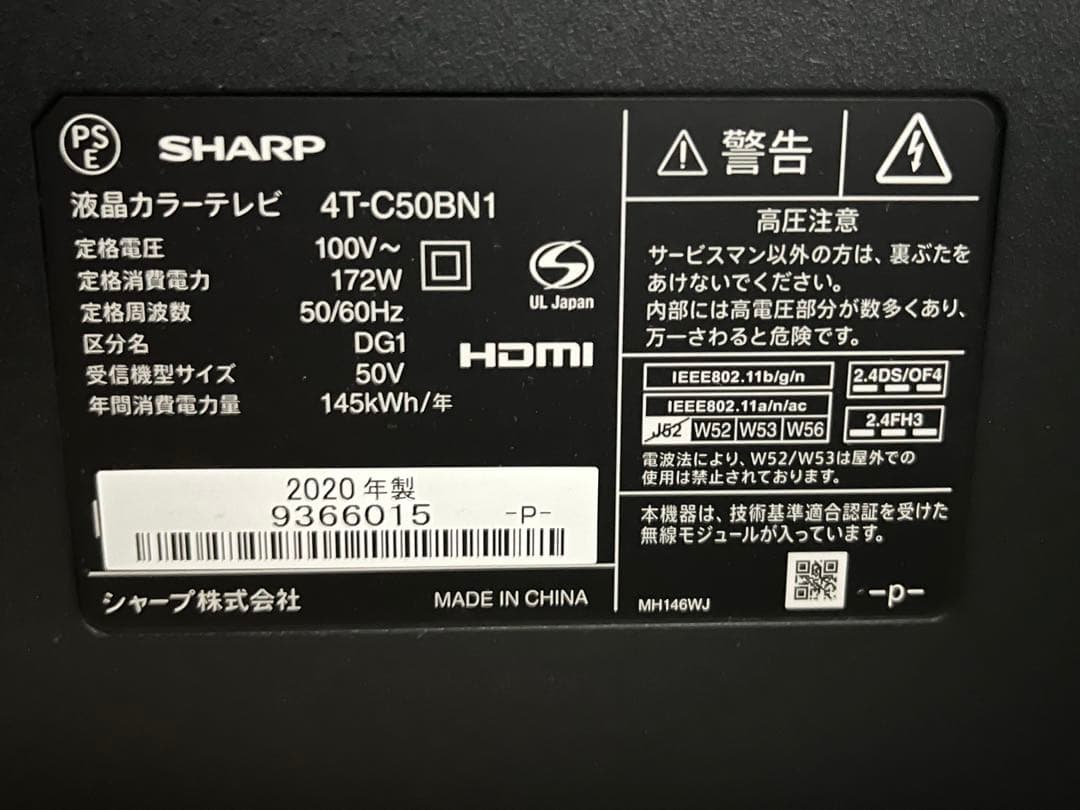 PSE
SHARP
液晶カラーテレビ 4T-C50BN1
定格電圧 100V～
定格消費電力 172W
定格周波数 50/60Hz
区分名 DG1
受信機型サイズ 50V
年間消費電力量 145kWh/年
UL Japan
HDMI
2020年製
9366015 -P-
シャープ株式会社 MADE IN CHINA
警告
高圧注意
サービスマン以外の方は、裏ぶたを
あけないでください。
内部には高電圧部分が数多くあり、
万一さわると危険です。
IEEE802.11b/g/n
IEEE802.11a/n/ac
J52 W52 W53 W56
2.4DS/OF4
2.4FH3
電波法により、W52/W53は屋外での
使用は禁止されております。
本機器は、技術基準適合認証を受けた
無線モジュールが入っています。
MH146WJ -p-